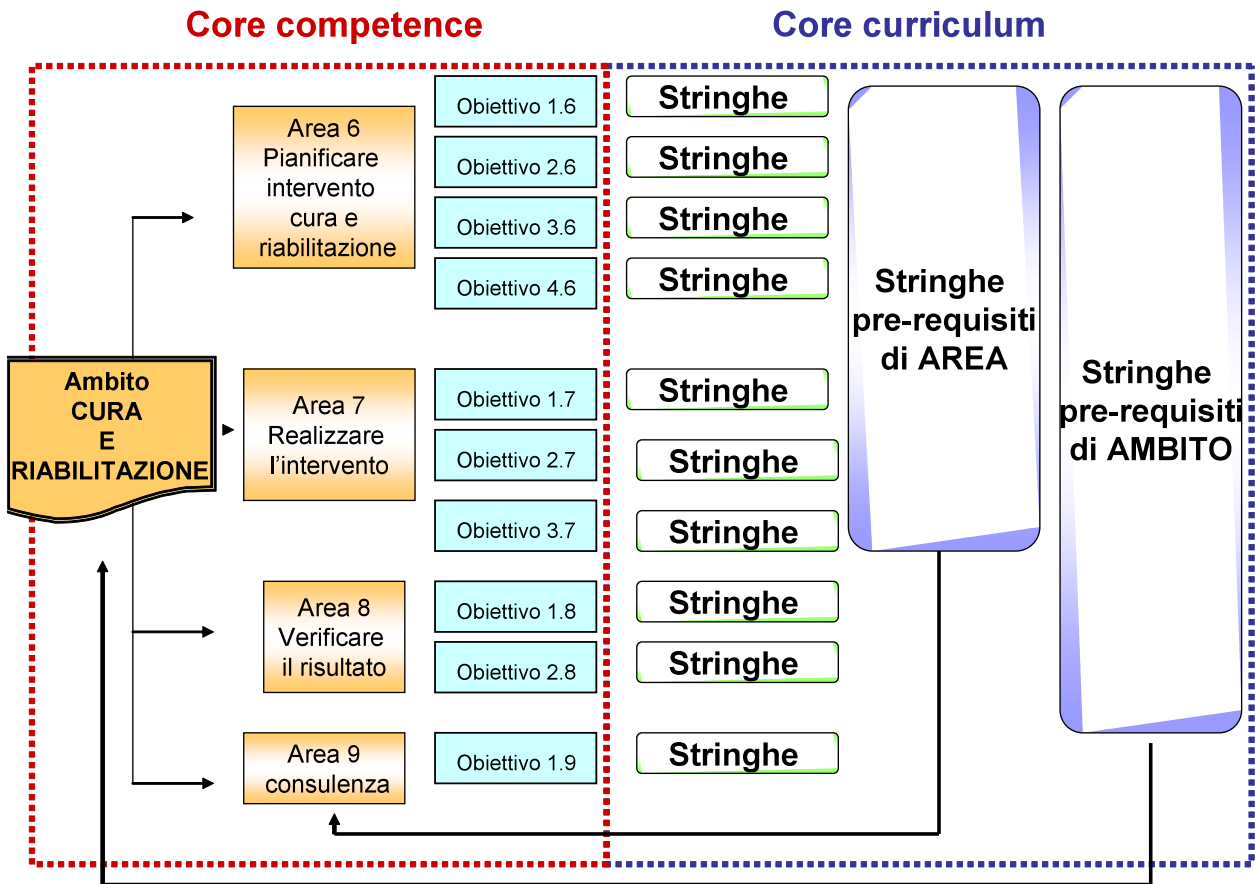 Core competence
Core curriculum
Ambito
CURA
E
RIABILITAZIONE
Area 6
Pianificare
intervento
cura e
riabilitazione
Obiettivo 1.6
Obiettivo 2.6
Obiettivo 3.6
Obiettivo 4.6
Stringhe
Stringhe
Stringhe
Stringhe
Area 7
Realizzare
l’intervento
Obiettivo 1.7
Obiettivo 2.7
Obiettivo 3.7
Stringhe
Stringhe
Stringhe
Area 8
Verificare
il risultato
Obiettivo 1.8
Obiettivo 2.8
Stringhe
Stringhe
Area 9
consulenza
Obiettivo 1.9
Stringhe
Stringhe
pre-requisiti
di AREA
Stringhe
pre-requisiti
di AMBITO